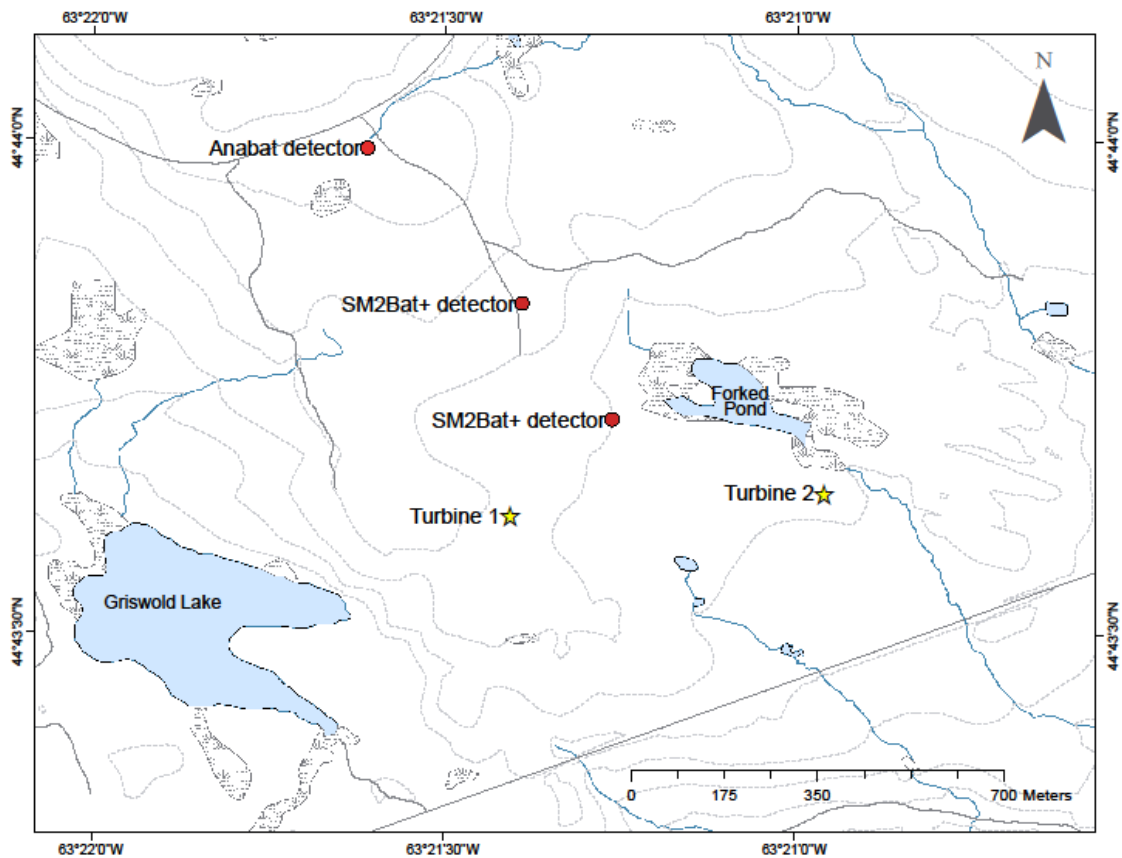 63°22'0"W
63°21'30"W
63°21'0"W
N
44°44'0"N
44°44'0"N
Anabat detector
SM2Bat+ detector
Forked
Pond
SM2Bat+ detector
Turbine 2
Turbine 1
Griswold Lake
44°43'30"N
44°43'30"N
0
175
350
700 Meters
63°22'0"W
63°21'30"W
63°21'0"W